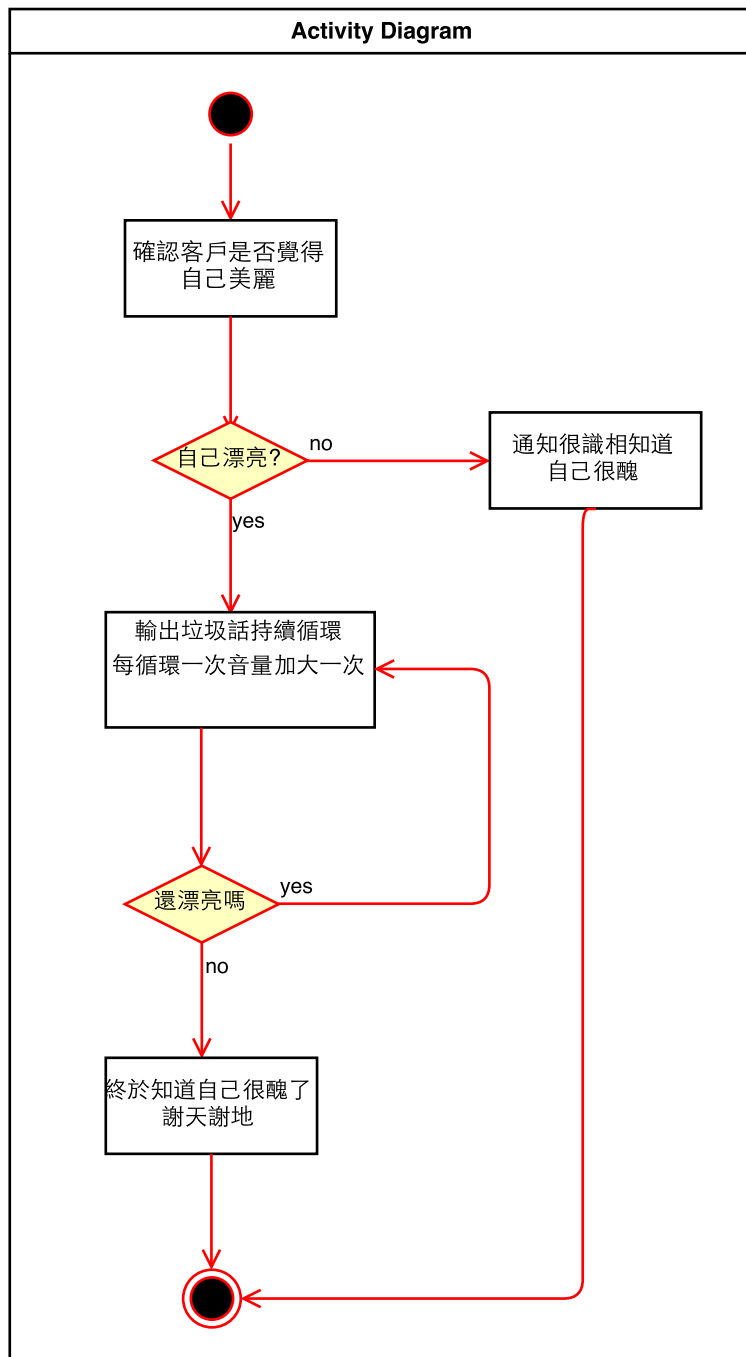 Activity Diagram
確認客戶是否覺得
自己美麗
自己漂亮?
no
通知很識相知道
自己很醜
yes
輸出垃圾話持續循環
每循環一次音量加大一次
還漂亮嗎
yes
no
終於知道自己很醜了
謝天謝地